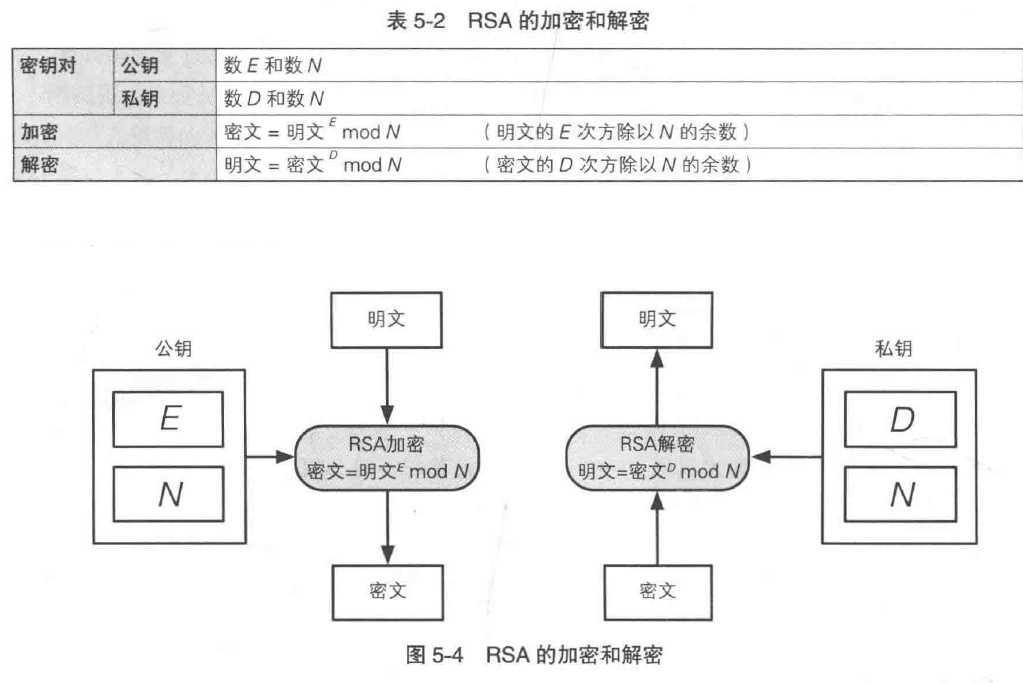 表 5-2 RSA 的加密和解密
密钥对 公钥 数 E 和数 N
私钥 数 D 和数 N
加密 密文 = 明文^E mod N （明文的 E 次方除以 N 的余数）
解密 明文 = 密文^D mod N （密文的 D 次方除以 N 的余数）
明文
明文
公钥
私钥
E
N
RSA加密
密文=明文^E mod N
RSA解密
明文=密文^D mod N
D
N
密文
密文
图 5-4 RSA 的加密和解密